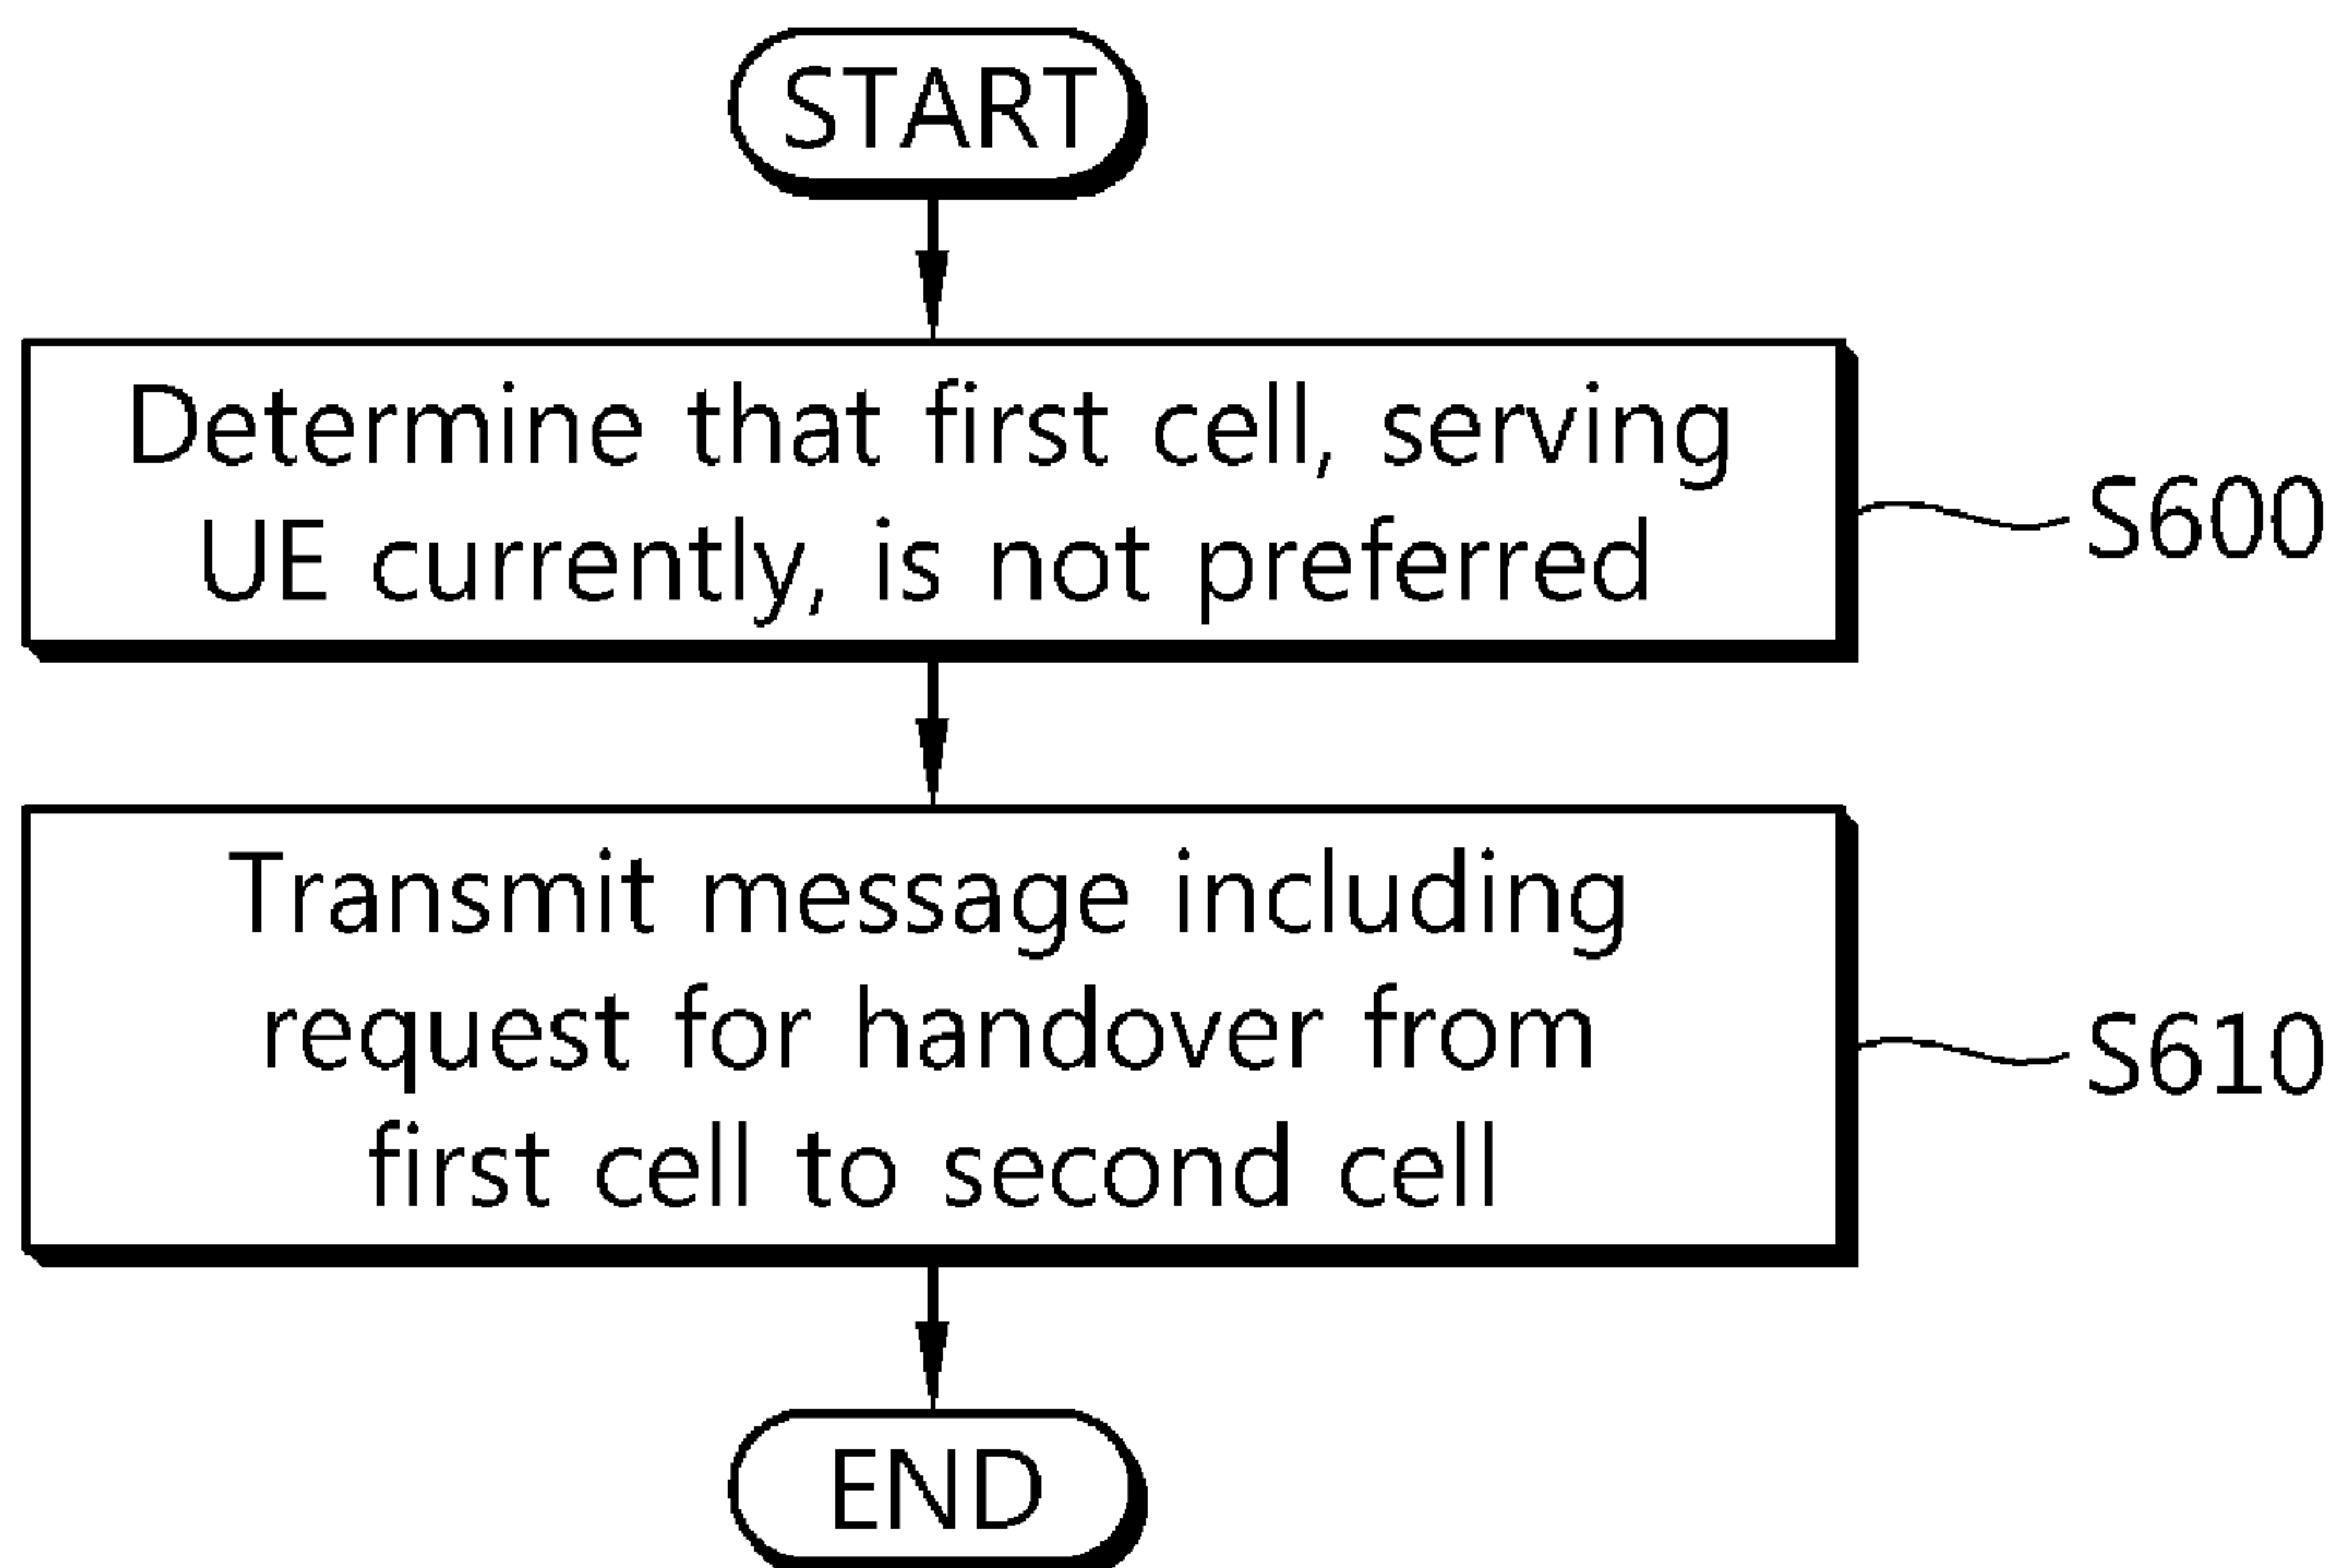 START
Determine that first cell, serving
UE currently, is not preferred
S600
Transmit message including
request for handover from
first cell to second cell
S610
END